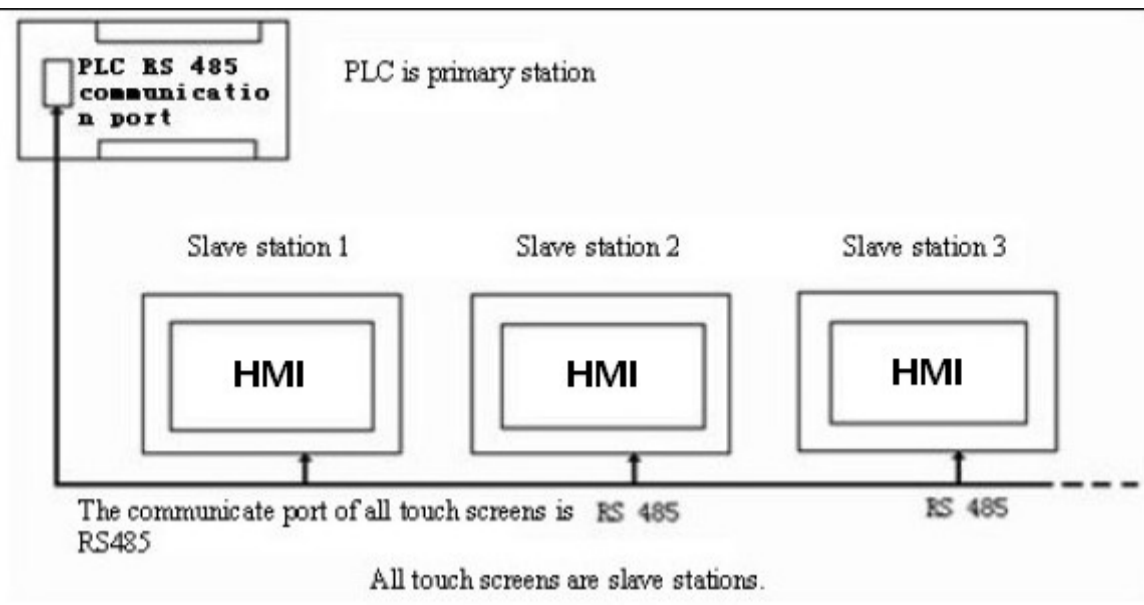 PLC RS 485
communicatio
n port
PLC is primary station
Slave station 1
Slave station 2
Slave station 3
HMI
HMI
HMI
The communicate port of all touch screens is
RS485
RS 485
RS 485
All touch screens are slave stations.